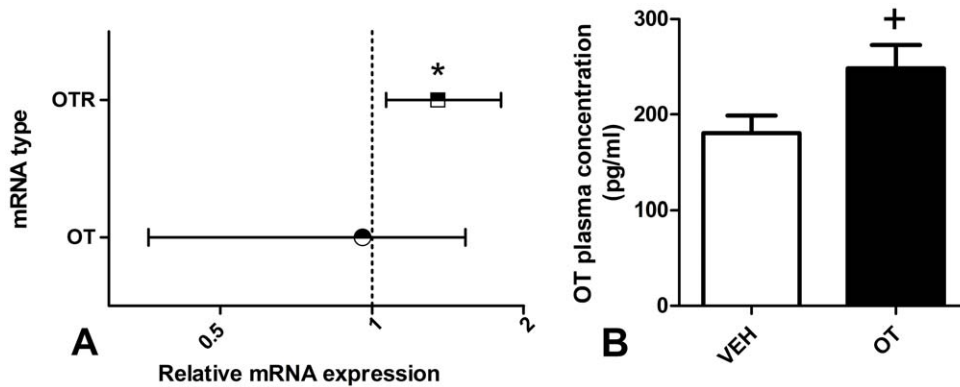 *
OTR
OT
mRNA type
0.5
1
2
Relative mRNA expression
A
+
300
200
100
0
OT plasma concentration
(pg/ml)
VEH
OT
B